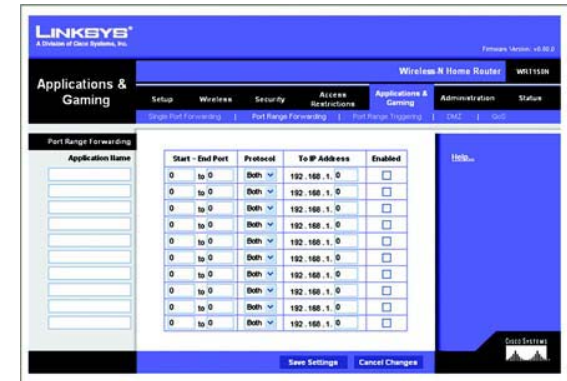 LINKSYS®
A Division of Cisco Systems, Inc.
Firmware Version: v0.00.0
Wireless-N Home Router WRT150N
Applications & Gaming
Setup Wireless Security Access Restrictions Applications & Gaming Administration Status
Single Port Forwarding | Port Range Forwarding | Port Range Triggering | DMZ | QoS
Port Range Forwarding
Application Name Start ~ End Port Protocol To IP Address Enabled
Help...
0 to 0 Both 192.168.1. 0
0 to 0 Both 192.168.1. 0
0 to 0 Both 192.168.1. 0
0 to 0 Both 192.168.1. 0
0 to 0 Both 192.168.1. 0
0 to 0 Both 192.168.1. 0
0 to 0 Both 192.168.1. 0
0 to 0 Both 192.168.1. 0
0 to 0 Both 192.168.1. 0
0 to 0 Both 192.168.1. 0
Save Settings Cancel Changes
CISCO SYSTEMS